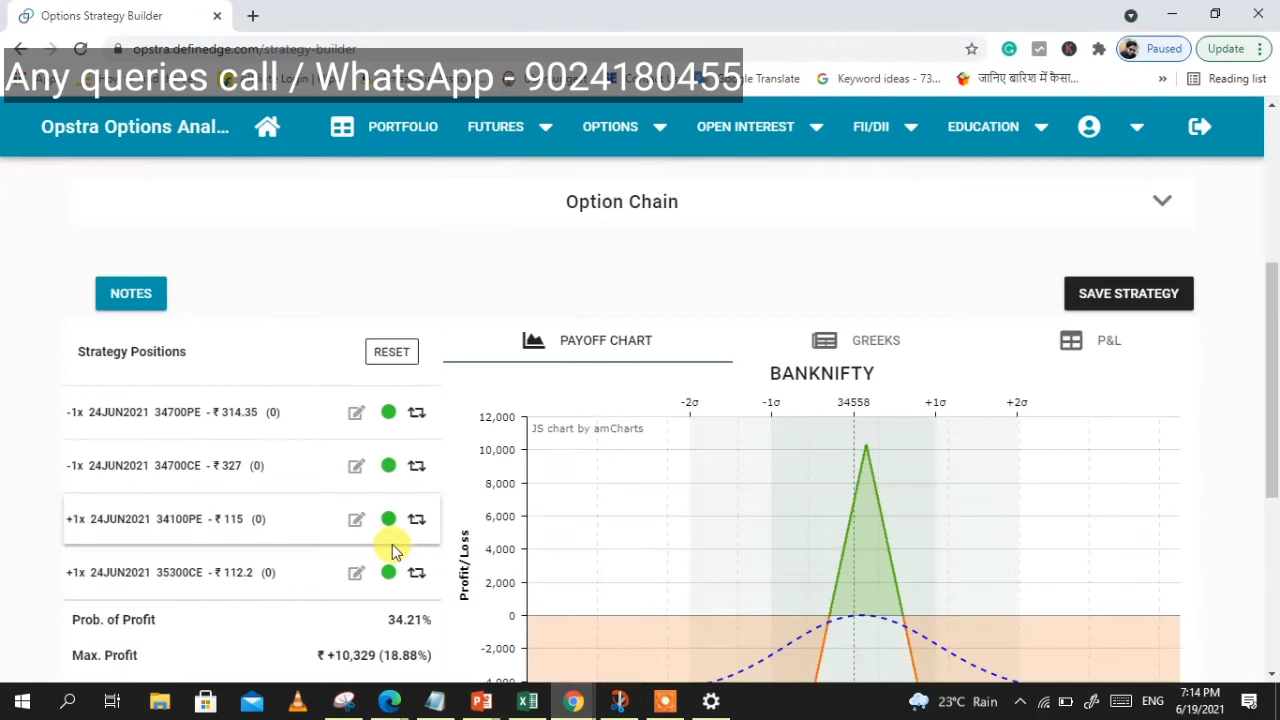 Options Strategy Builder
opstra.definedge.com/strategy-builder
Paused
Update
Any queries call / WhatsApp - 9024180455
Google Translate
Keyword ideas - 73...
जानिए बारिश में कैसा...
»
Reading list
Opstra Options Anal...
PORTFOLIO
FUTURES
OPTIONS
OPEN INTEREST
FII/DII
EDUCATION
Option Chain
NOTES
SAVE STRATEGY
Strategy Positions
RESET
PAYOFF CHART
GREEKS
P&L
BANKNIFTY
-1x 24JUN2021 34700PE - ₹ 314.35 (0)
-1x 24JUN2021 34700CE - ₹ 327 (0)
+1x 24JUN2021 34100PE - ₹ 115 (0)
+1x 24JUN2021 35300CE - ₹ 112.2 (0)
Prob. of Profit 34.21%
Max. Profit ₹ +10,329 (18.88%)
-2σ -1σ 34558 +1σ +2σ
JS chart by amCharts
Profit/Loss
12,000
10,000
8,000
6,000
4,000
2,000
0
-2,000
23°C Rain
ENG
7:14 PM
6/19/2021